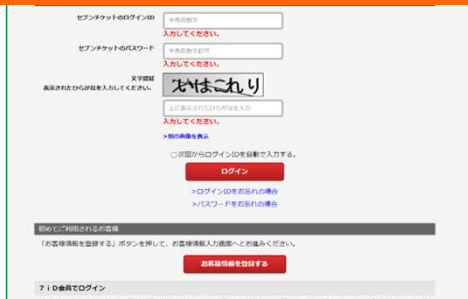 セブンチケットのログインID
半角英数字
入力してください。
セブンチケットのパスワード
半角英数字記号
入力してください。
文字認証
表示されたひらがなを入力してください。
上に表示されたひらがなを入力
入力してください。
>別の画像を表示
次回からログインIDを自動で入力する。
ログイン
>ログインIDをお忘れの場合
>パスワードをお忘れの場合
初めてご利用されるお客様
「お客様情報を登録する」ボタンを押して、お客様情報入力画面へとお進みください。
お客様情報を登録する
7iD会員でログイン